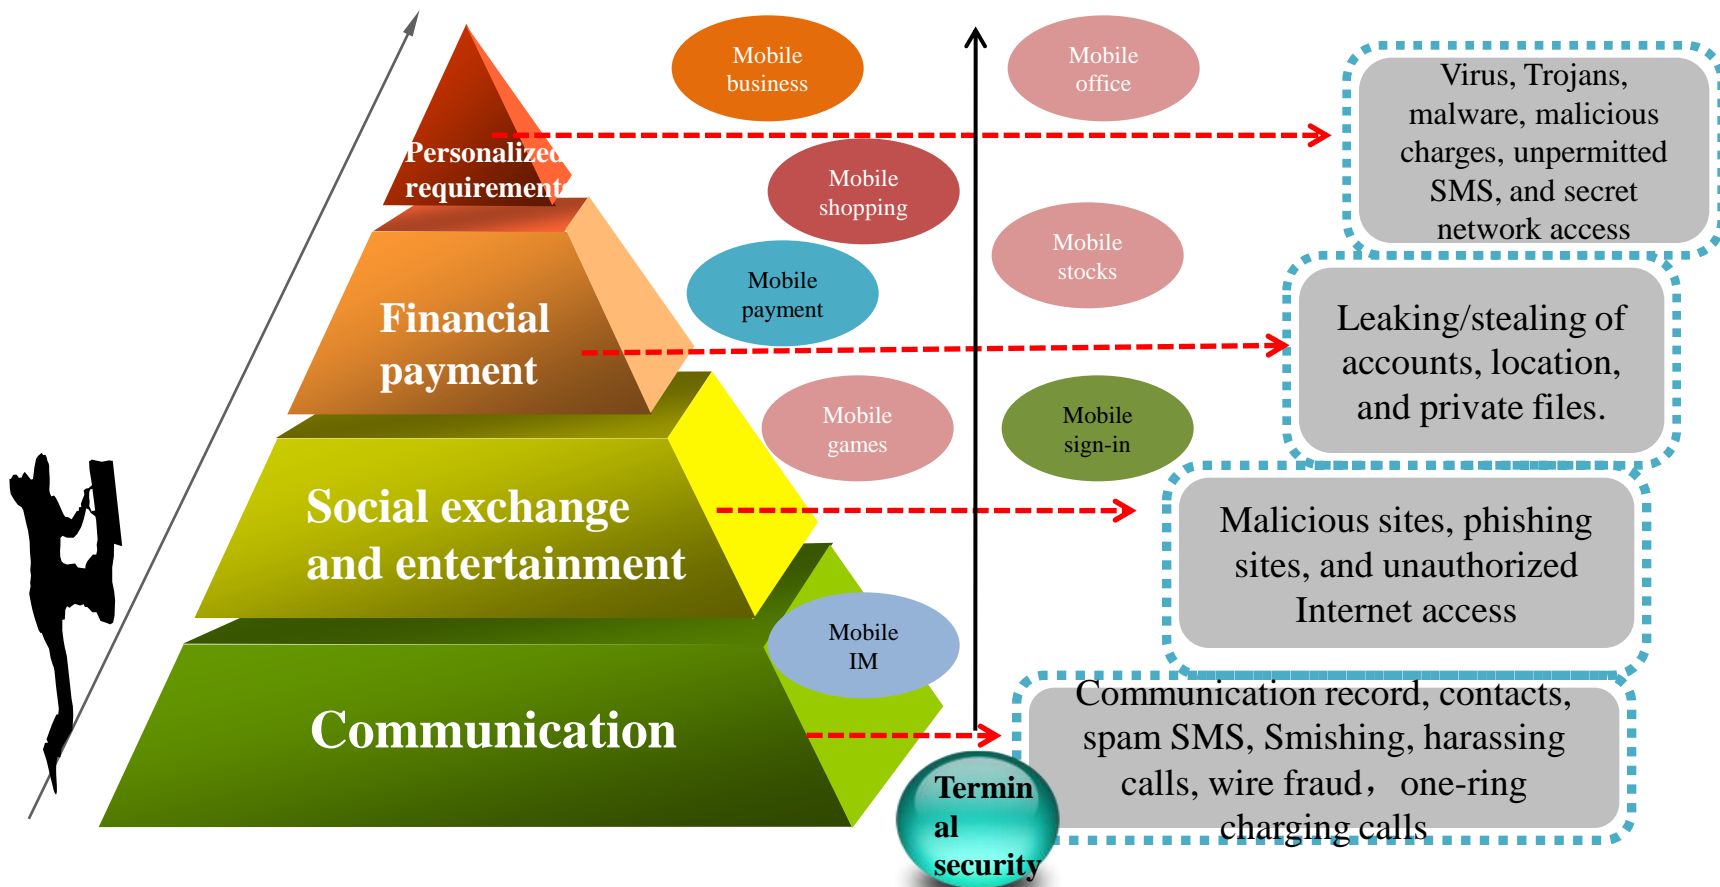 Mobile
business
Mobile
office
Virus, Trojans,
malware, malicious
charges, unpermitted
SMS, and secret
network access
Personalized
requirements
Mobile
shopping
Mobile
stocks
Mobile
payment
Financial
payment
Leaking/stealing of
accounts, location,
and private files.
Mobile
games
Mobile
sign-in
Social exchange
and entertainment
Malicious sites, phishing
sites, and unauthorized
Internet access
Mobile
IM
Communication
Communication record, contacts,
spam SMS, Smishing, harassing
calls, wire fraud，one-ring
charging calls
Termin
al
security